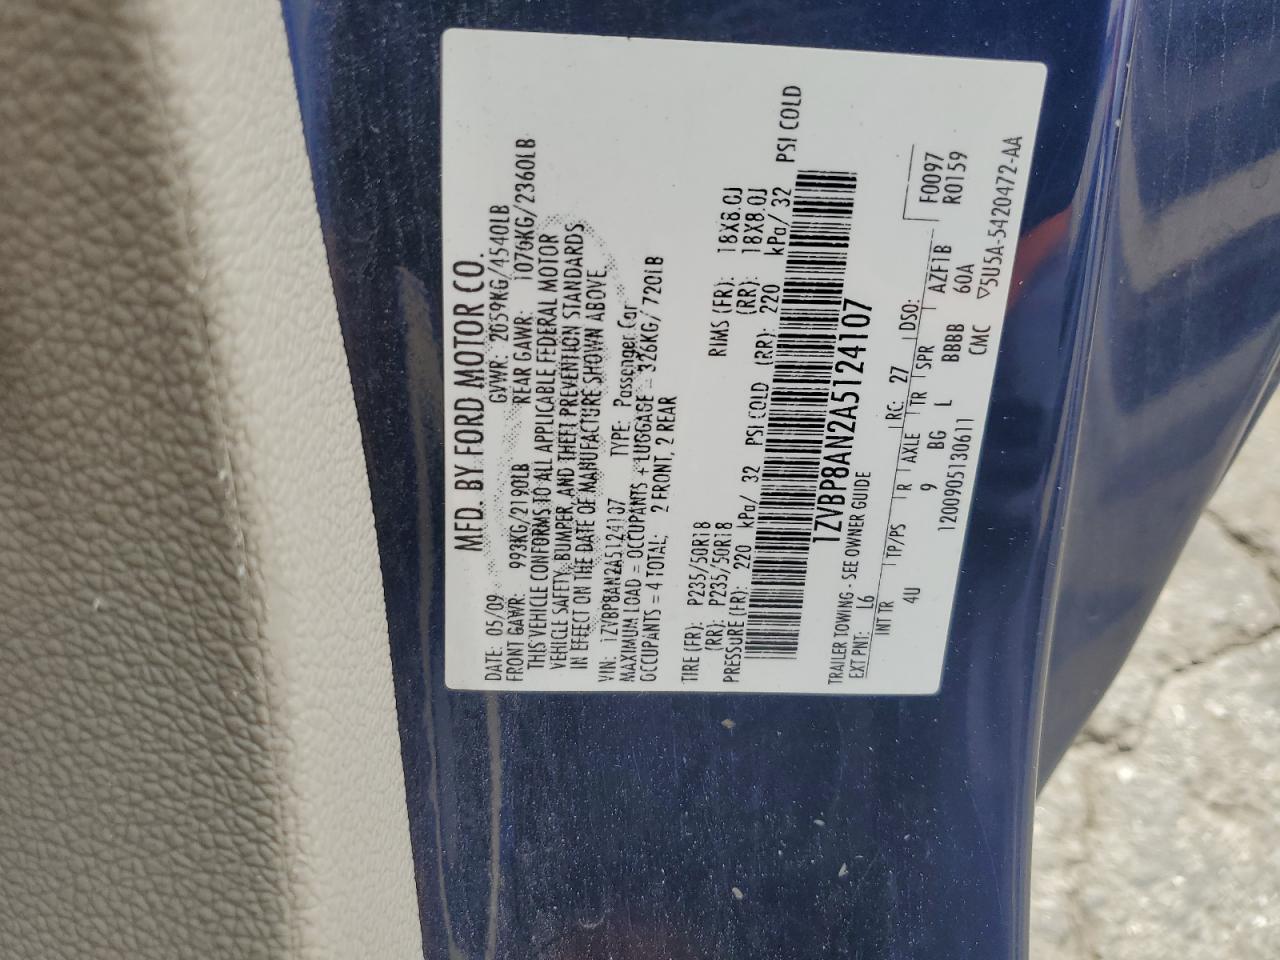 MFD. BY FORD MOTOR CO.
DATE: 05/09 GVWR: 2059KG/4540LB
FRONT GAWR: 993KG/2190LB REAR GAWR: 1070KG/2360LB
THIS VEHICLE CONFORMS TO ALL APPLICABLE FEDERAL MOTOR
VEHICLE SAFETY, BUMPER, AND THEFT PREVENTION STANDARDS
IN EFFECT ON THE DATE OF MANUFACTURE SHOWN ABOVE.
VIN: 1ZVBP8AN2A5124107 TYPE: Passenger Car
MAXIMUM LOAD = OCCUPANTS + LUGGAGE = 326KG/720LB
OCCUPANTS = 4 TOTAL; 2 FRONT, 2 REAR
TIRE (FR): P235/50R18 RIMS (FR): 18X8.0J
(RR): P235/50R18 (RR): 18X8.0J
PRESSURE (FR): 220 kPa/ 32 PSI COLD (RR): 220 kPa/ 32 PSI COLD
1ZVBP8AN2A5124107
TRAILER TOWING - SEE OWNER GUIDE
EXT PNT: L6 RC: 27 DSO:
INT TR TP/PS R AXLE TR SPR
4U 9 BG L BBBB AZF1B F0097
CMC 60A R0159
1200905130611
▽5U5A-5420472-AA